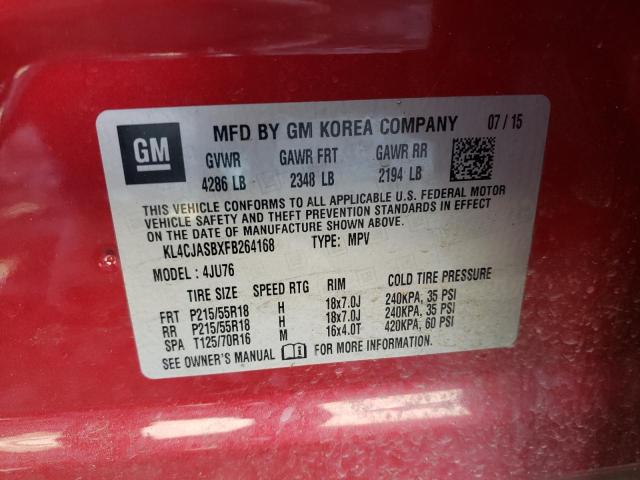 GM
MFD BY GM KOREA COMPANY 07 / 15
GVWR GAWR FRT GAWR RR
4286 LB 2348 LB 2194 LB
THIS VEHICLE CONFORMS TO ALL APPLICABLE U.S. FEDERAL MOTOR
VEHICLE SAFETY AND THEFT PREVENTION STANDARDS IN EFFECT
ON THE DATE OF MANUFACTURE SHOWN ABOVE.
KL4CJASBXFB264168 TYPE: MPV
MODEL : 4JU76
TIRE SIZE SPEED RTG RIM COLD TIRE PRESSURE
FRT P215/55R18 H 18x7.0J 240KPA, 35 PSI
RR P215/55R18 H 18x7.0J 240KPA, 35 PSI
SPA T125/70R16 M 16x4.0T 420KPA, 60 PSI
SEE OWNER'S MANUAL FOR MORE INFORMATION.